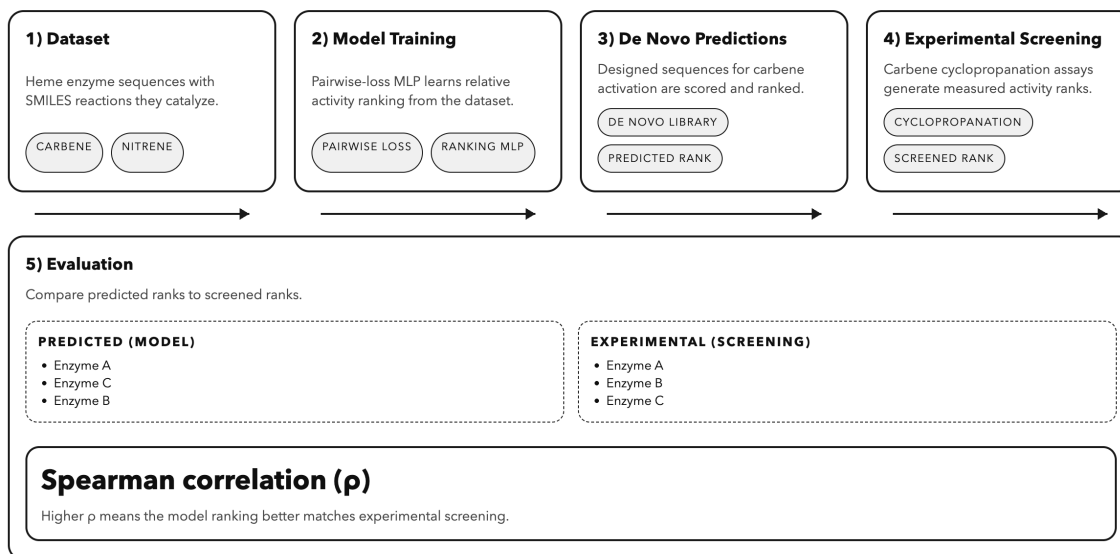 1) Dataset
Heme enzyme sequences with
SMILES reactions they catalyze.
CARBENE
NITRENE
2) Model Training
Pairwise-loss MLP learns relative
activity ranking from the dataset.
PAIRWISE LOSS
RANKING MLP
3) De Novo Predictions
Designed sequences for carbene
activation are scored and ranked.
DE NOVO LIBRARY
PREDICTED RANK
4) Experimental Screening
Carbene cyclopropanation assays
generate measured activity ranks.
CYCLOPROPANATION
SCREENED RANK
5) Evaluation
Compare predicted ranks to screened ranks.
PREDICTED (MODEL)
• Enzyme A
• Enzyme C
• Enzyme B
EXPERIMENTAL (SCREENING)
• Enzyme A
• Enzyme B
• Enzyme C
Spearman correlation (ρ)
Higher ρ means the model ranking better matches experimental screening.